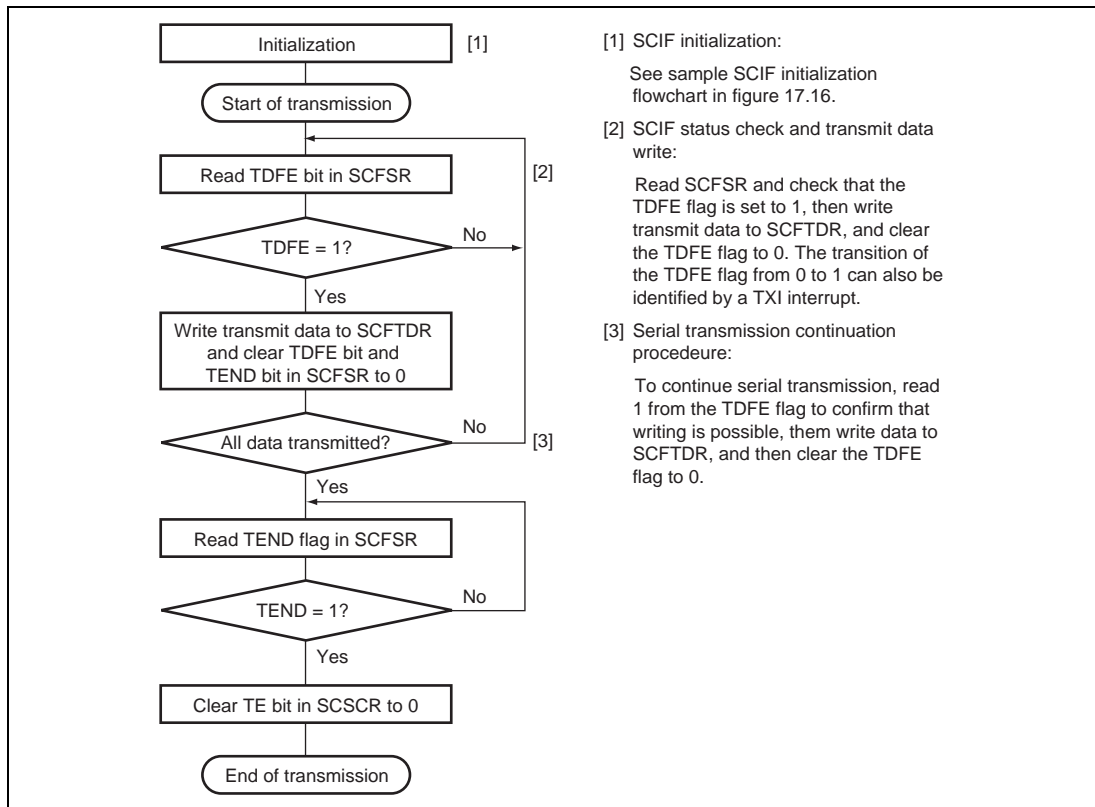 Initialization
[1]
Start of transmission
Read TDFE bit in SCFSR
[2]
TDFE = 1?
No
Yes
Write transmit data to SCFTDR
and clear TDFE bit and
TEND bit in SCFSR to 0
All data transmitted?
No
[3]
Yes
Read TEND flag in SCFSR
TEND = 1?
No
Yes
Clear TE bit in SCSCR to 0
End of transmission
[1] SCIF initialization:
See sample SCIF initialization
flowchart in figure 17.16.
[2] SCIF status check and transmit data
write:
Read SCFSR and check that the
TDFE flag is set to 1, then write
transmit data to SCFTDR, and clear
the TDFE flag to 0. The transition of
the TDFE flag from 0 to 1 can also be
identified by a TXI interrupt.
[3] Serial transmission continuation
procedeure:
To continue serial transmission, read
1 from the TDFE flag to confirm that
writing is possible, them write data to
SCFTDR, and then clear the TDFE
flag to 0.